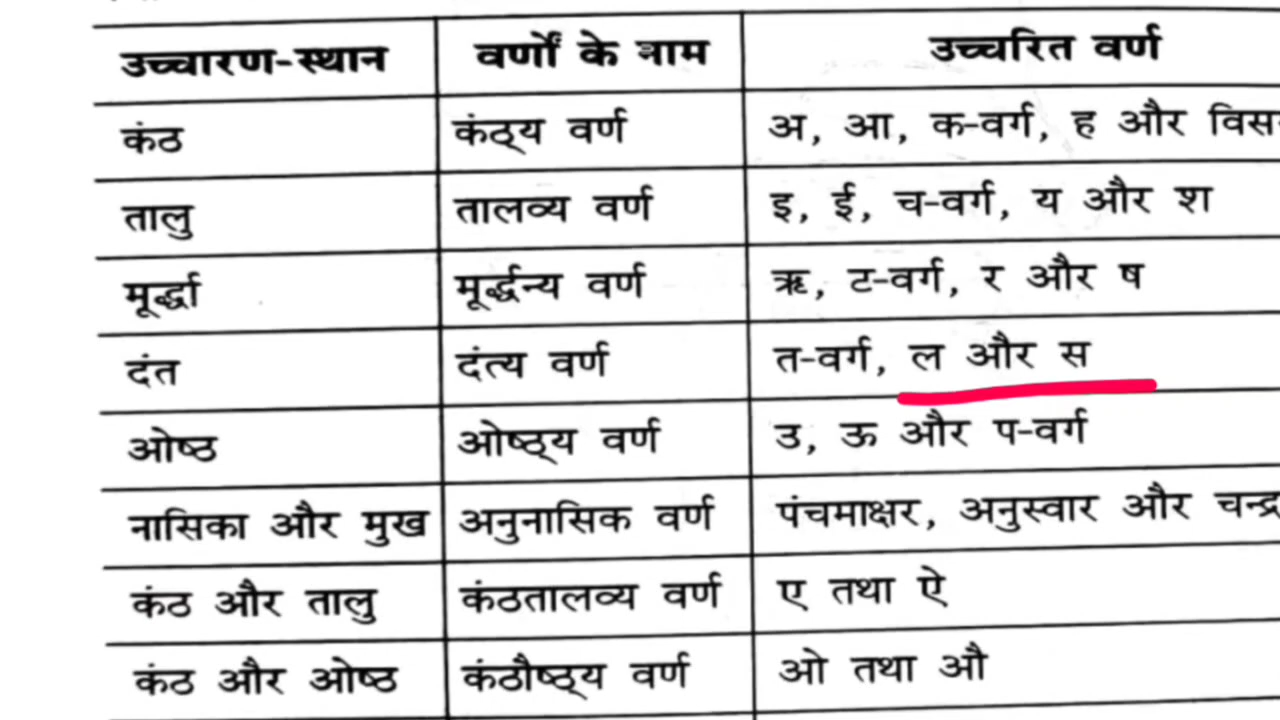 उच्चारण-स्थान वर्णों के नाम उच्चरित वर्ण
कंठ कंठ्य वर्ण अ, आ, क-वर्ग, ह और
तालु तालव्य वर्ण इ, ई, च-वर्ग, य और श
मूर्द्धा मूर्द्धन्य वर्ण ऋ, ट-वर्ग, र और ष
दंत दंत्य वर्ण त-वर्ग, ल और स
ओष्ठ ओष्ठ्य वर्ण उ, ऊ और प-वर्ग
नासिका और मुख अनुनासिक वर्ण पंचमाक्षर, अनुस्वार और
कंठ और तालु कंठतालव्य वर्ण ए तथा ऐ
कंठ और ओष्ठ कंठौष्ठ्य वर्ण ओ तथा औ